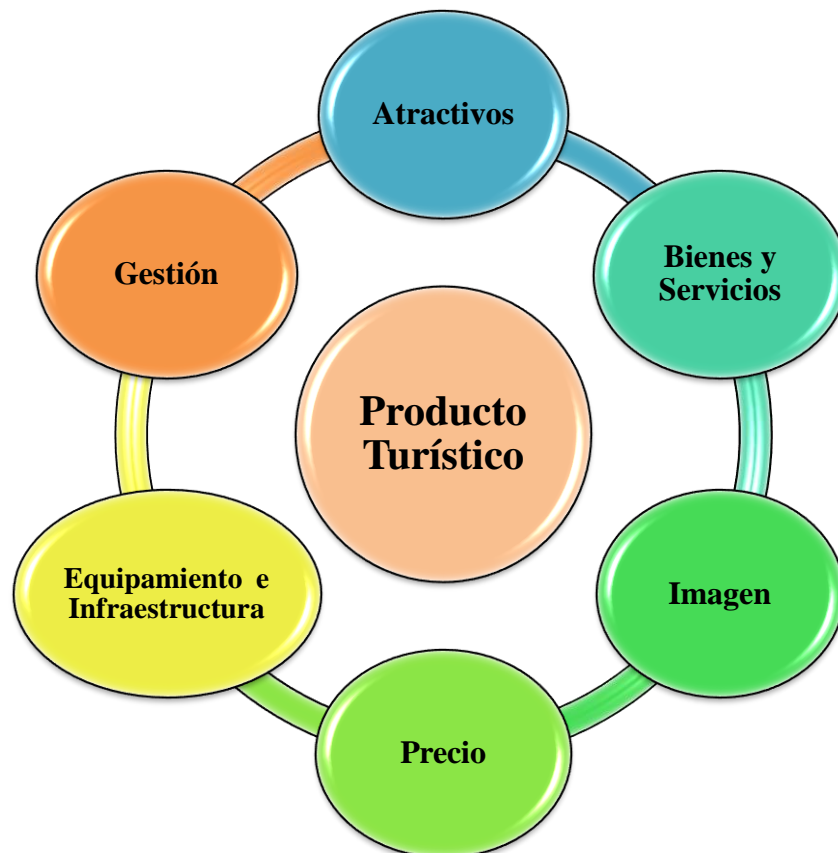 Atractivos
Bienes y
Servicios
Imagen
Precio
Equipamiento e
Infraestructura
Gestión
Producto
Turístico